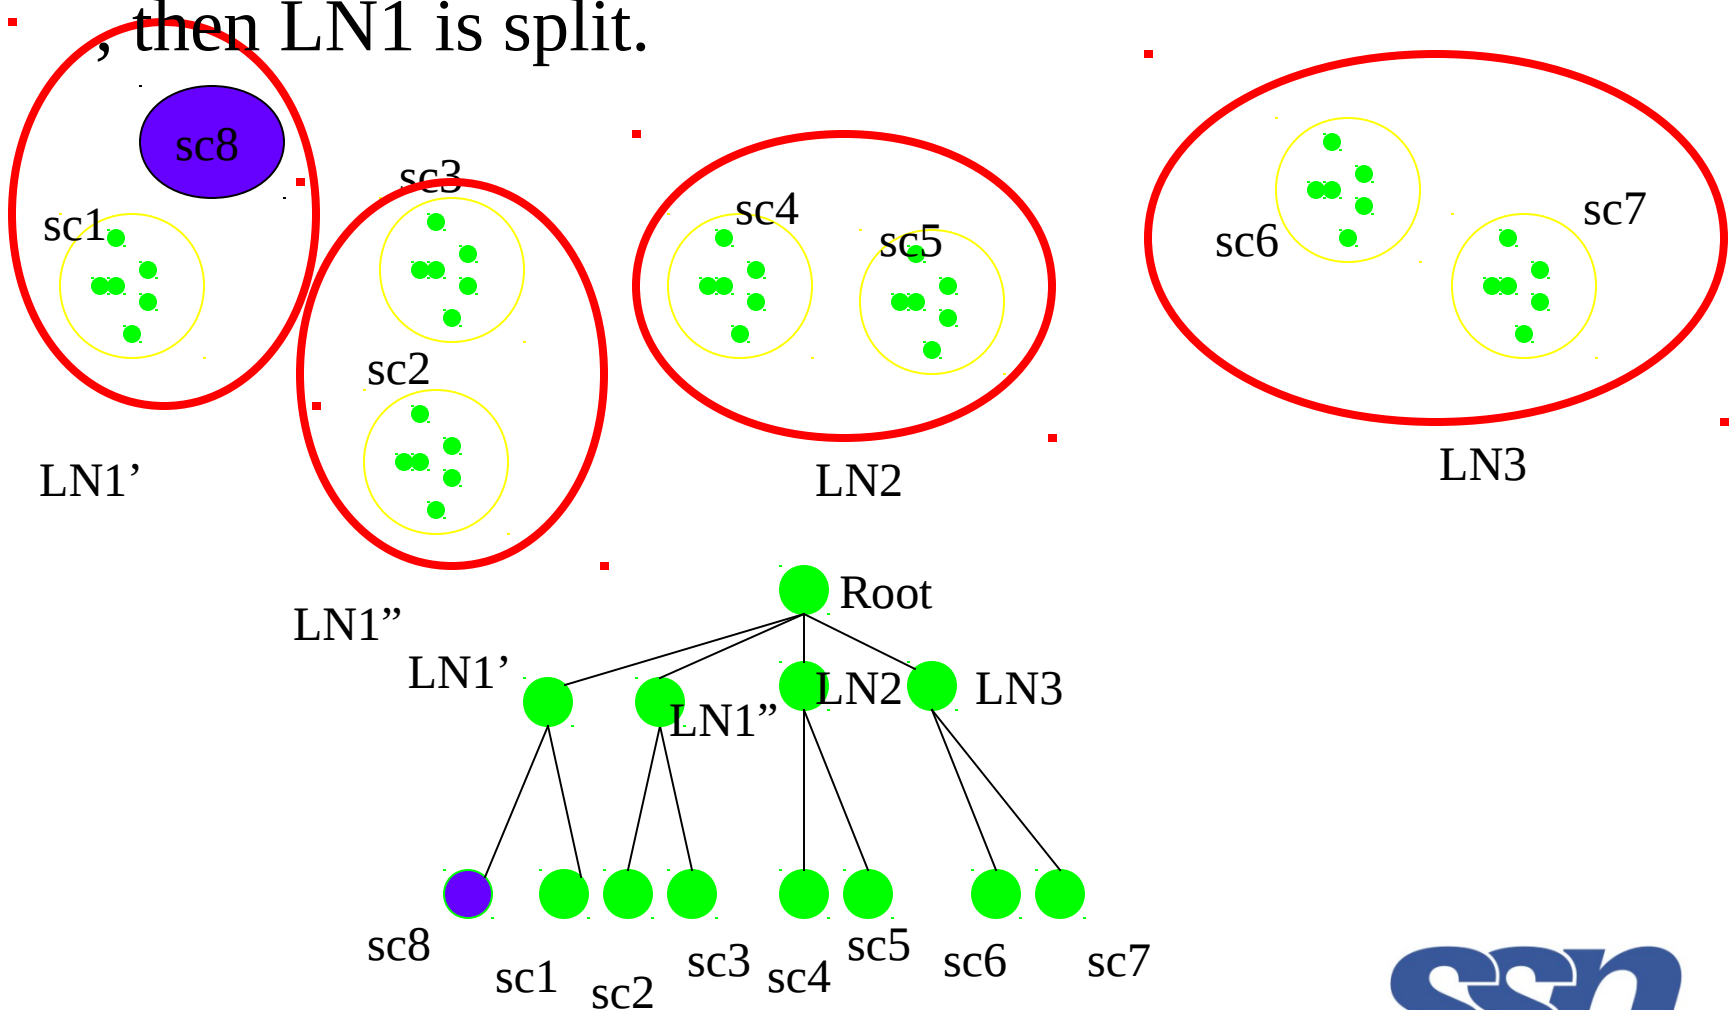 , then LN1 is split.
sc8
sc3
sc1
sc4
sc5
sc6
sc7
sc2
LN1’
LN2
LN3
LN1”
Root
LN1’
LN1”
LN2
LN3
sc8
sc1
sc2
sc3
sc4
sc5
sc6
sc7
ssn